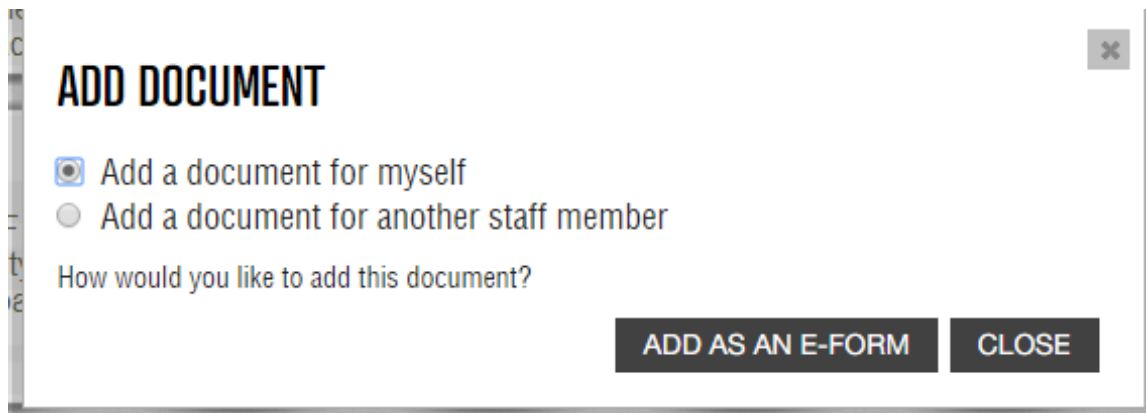 ADD DOCUMENT
Add a document for myself
Add a document for another staff member
How would you like to add this document?
ADD AS AN E-FORM CLOSE